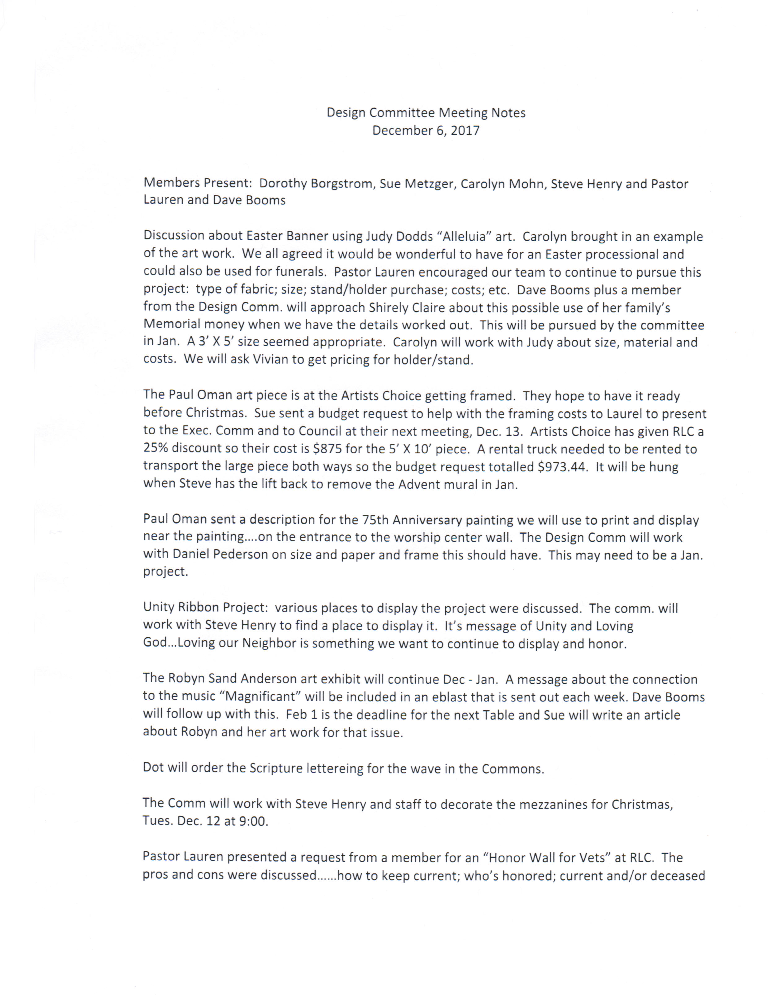 Design Committee Meeting Notes
December 6, 2017
Members Present:  Dorothy Borgstrom, Sue Metzger, Carolyn Mohn, Steve Henry and Pastor
Lauren and Dave Booms
Discussion about Easter Banner using Judy Dodds “Alleluia” art.  Carolyn brought in an example
of the art work.  We all agreed it would be wonderful to have for an Easter processional and
could also be used for funerals.  Pastor Lauren encouraged our team to continue to pursue this
project:  type of fabric; size; stand/holder purchase; costs; etc.  Dave Booms plus a member
from the Design Comm. will approach Shirely Claire about this possible use of her family’s
Memorial money when we have the details worked out.  This will be pursued by the committee
in Jan.  A 3’ X 5’ size seemed appropriate.  Carolyn will work with Judy about size, material and
costs.  We will ask Vivian to get pricing for holder/stand.
The Paul Oman art piece is at the Artists Choice getting framed.  They hope to have it ready
before Christmas.  Sue sent a budget request to help with the framing costs to Laurel to present
to the Exec. Comm and to Council at their next meeting, Dec. 13.  Artists Choice has given RLC a
25% discount so their cost is $875 for the 5’ X 10’ piece.  A rental truck needed to be rented to
transport the large piece both ways so the budget request totalled $973.44.  It will be hung
when Steve has the lift back to remove the Advent mural in Jan.
Paul Oman sent a description for the 75th Anniversary painting we will use to print and display
near the painting....on the entrance to the worship center wall.  The Design Comm will work
with Daniel Pederson on size and paper and frame this should have.  This may need to be a Jan.
project.
Unity Ribbon Project:  various places to display the project were discussed.  The comm. will
work with Steve Henry to find a place to display it.  It’s message of Unity and Loving
God...Loving our Neighbor is something we want to continue to display and honor.
The Robyn Sand Anderson art exhibit will continue Dec - Jan.  A message about the connection
to the music “Magnificant” will be included in an eblast that is sent out each week. Dave Booms
will follow up with this.  Feb 1 is the deadline for the next Table and Sue will write an article
about Robyn and her art work for that issue.
Dot will order the Scripture lettereing for the wave in the Commons.
The Comm will work with Steve Henry and staff to decorate the mezzanines for Christmas,
Tues. Dec. 12 at 9:00.
Pastor Lauren presented a request from a member for an “Honor Wall for Vets” at RLC.  The
pros and cons were discussed......how to keep current; who’s honored; current and/or deceased